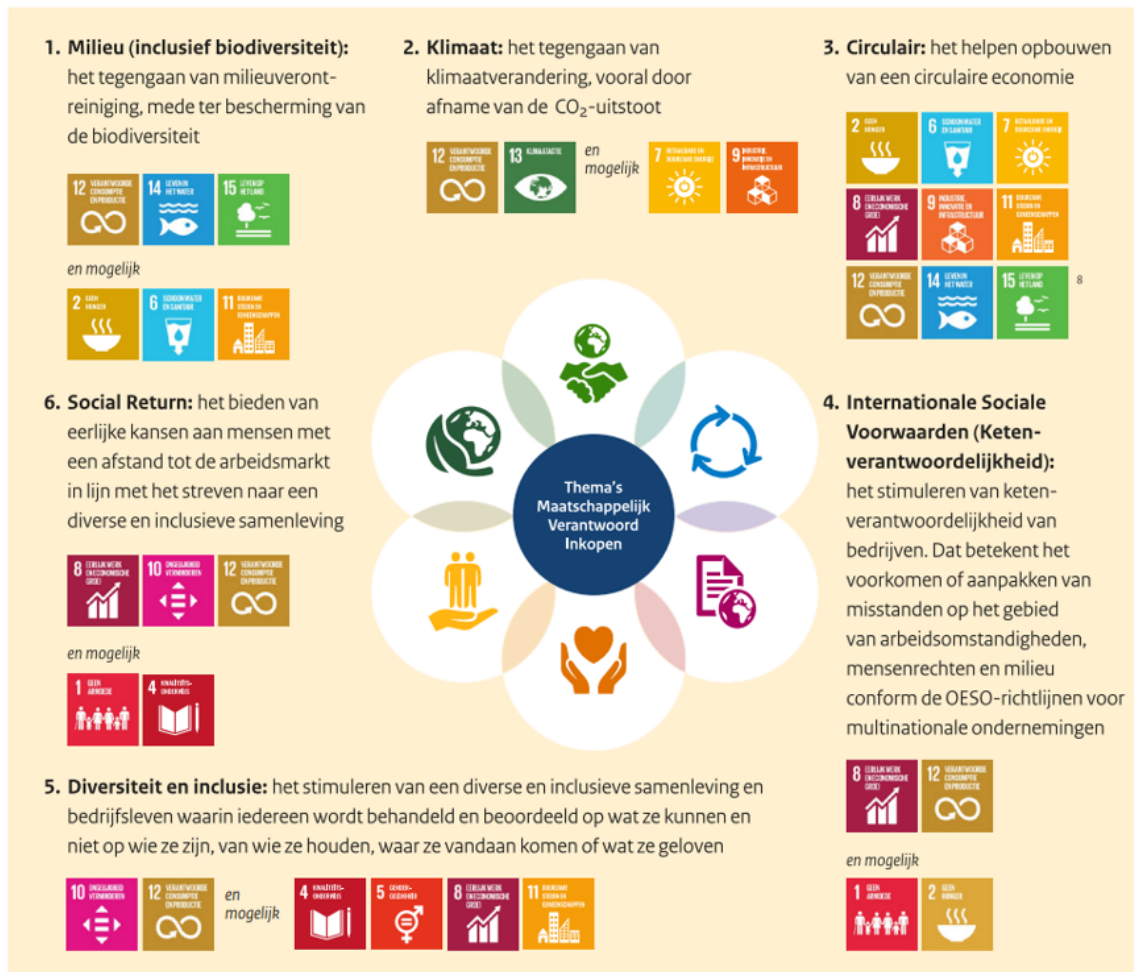 1. Milieu (inclusief biodiversiteit):
het tegengaan van milieuveront-
reiniging, mede ter bescherming van
de biodiversiteit
12 VERANTWOORDE CONSUMPTIE EN PRODUCTIE
14 LEVEN IN HET WATER
15 LEVEN OP HET LAND
en mogelijk
2 GEEN HONGER
6 SCHOON WATER EN SANITAIR
11 DUURZAME STEDEN EN GEMEENSCHAPPEN
2. Klimaat: het tegengaan van
klimaatverandering, vooral door
afname van de CO₂-uitstoot
12 VERANTWOORDE CONSUMPTIE EN PRODUCTIE
13 KLIMAATACTIE
en
mogelijk
7 BETAALBARE EN DUURZAME ENERGIE
9 INDUSTRIE, INNOVATIE EN INFRASTRUCTUUR
3. Circulair: het helpen opbouwen
van een circulaire economie
2 GEEN HONGER
6 SCHOON WATER EN SANITAIR
7 BETAALBARE EN DUURZAME ENERGIE
8 EERLIJK WERK EN ECONOMISCHE GROEI
9 INDUSTRIE, INNOVATIE EN INFRASTRUCTUUR
11 DUURZAME STEDEN EN GEMEENSCHAPPEN
12 VERANTWOORDE CONSUMPTIE EN PRODUCTIE
14 LEVEN IN HET WATER
15 LEVEN OP HET LAND
8
Thema's
Maatschappelijk
Verantwoord
Inkopen
4. Internationale Sociale
Voorwaarden (Keten-
verantwoordelijkheid):
het stimuleren van keten-
verantwoordelijkheid van
bedrijven. Dat betekent het
voorkomen of aanpakken van
misstanden op het gebied
van arbeidsomstandigheden,
mensenrechten en milieu
conform de OESO-richtlijnen voor
multinationale ondernemingen
8 EERLIJK WERK EN ECONOMISCHE GROEI
12 VERANTWOORDE CONSUMPTIE EN PRODUCTIE
en mogelijk
1 GEEN ARMOEDE
2 GEEN HONGER
6. Social Return: het bieden van
eerlijke kansen aan mensen met
een afstand tot de arbeidsmarkt
in lijn met het streven naar een
diverse en inclusieve samenleving
8 EERLIJK WERK EN ECONOMISCHE GROEI
10 ONGELIJKHEID VERMINDEREN
12 VERANTWOORDE CONSUMPTIE EN PRODUCTIE
en mogelijk
1 GEEN ARMOEDE
4 KWALITEITS-ONDERWIJS
5. Diversiteit en inclusie: het stimuleren van een diverse en inclusieve samenleving en
bedrijfsleven waarin iedereen wordt behandeld en beoordeeld op wat ze kunnen en
niet op wie ze zijn, van wie ze houden, waar ze vandaan komen of wat ze geloven
10 ONGELIJKHEID VERMINDEREN
12 VERANTWOORDE CONSUMPTIE EN PRODUCTIE
en
mogelijk
4 KWALITEITS-ONDERWIJS
5 GENDER-GELIJKHEID
8 EERLIJK WERK EN ECONOMISCHE GROEI
11 DUURZAME STEDEN EN GEMEENSCHAPPEN